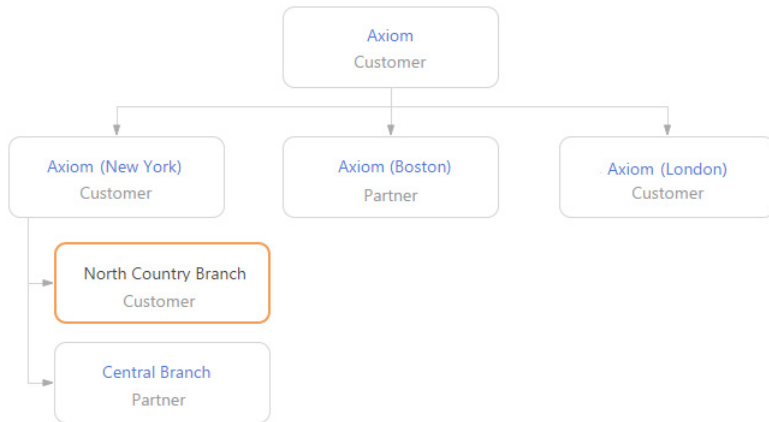 Axiom
Customer
Axiom (New York)
Customer
Axiom (Boston)
Partner
Axiom (London)
Customer
North Country Branch
Customer
Central Branch
Partner